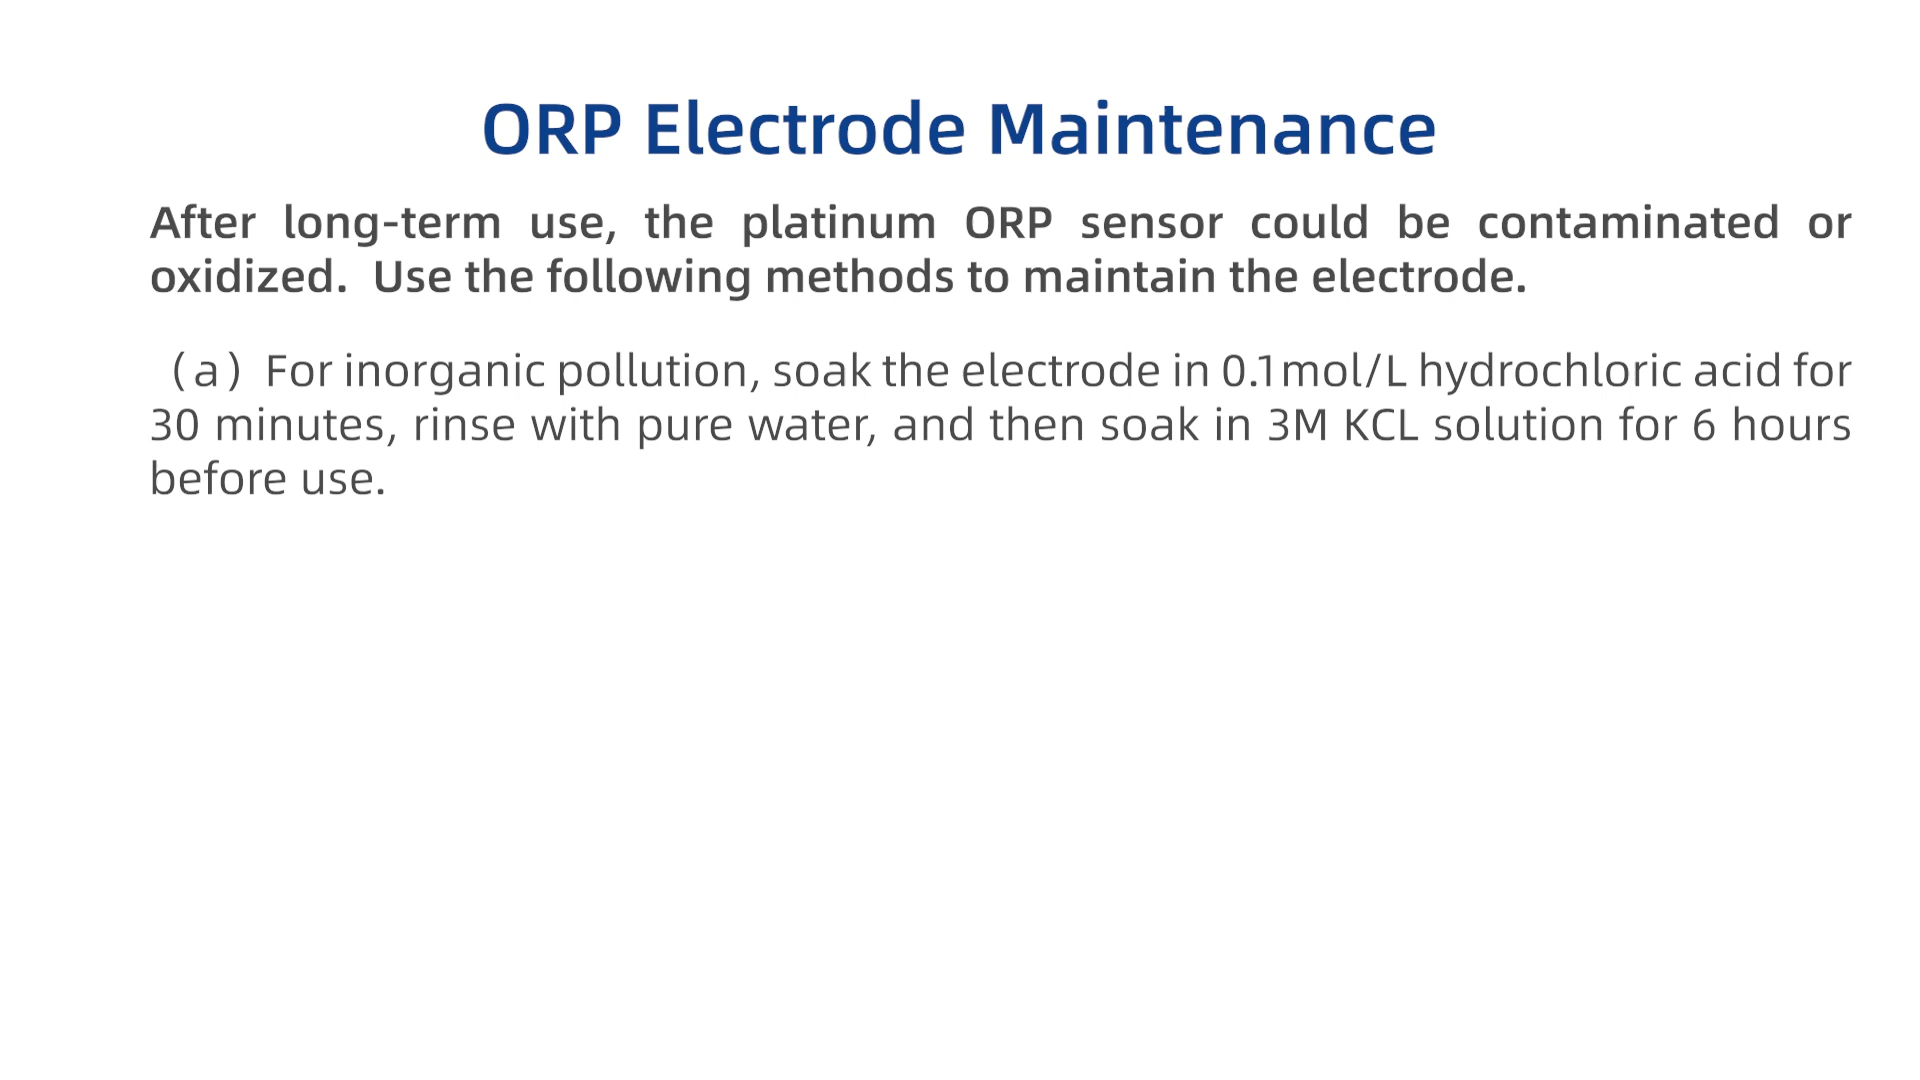 ORP Electrode Maintenance
After long-term use, the platinum ORP sensor could be contaminated or
oxidized.  Use the following methods to maintain the electrode.
（a）For inorganic pollution, soak the electrode in 0.1mol/L hydrochloric acid for
30 minutes, rinse with pure water, and then soak in 3M KCL solution for 6 hours
before use.